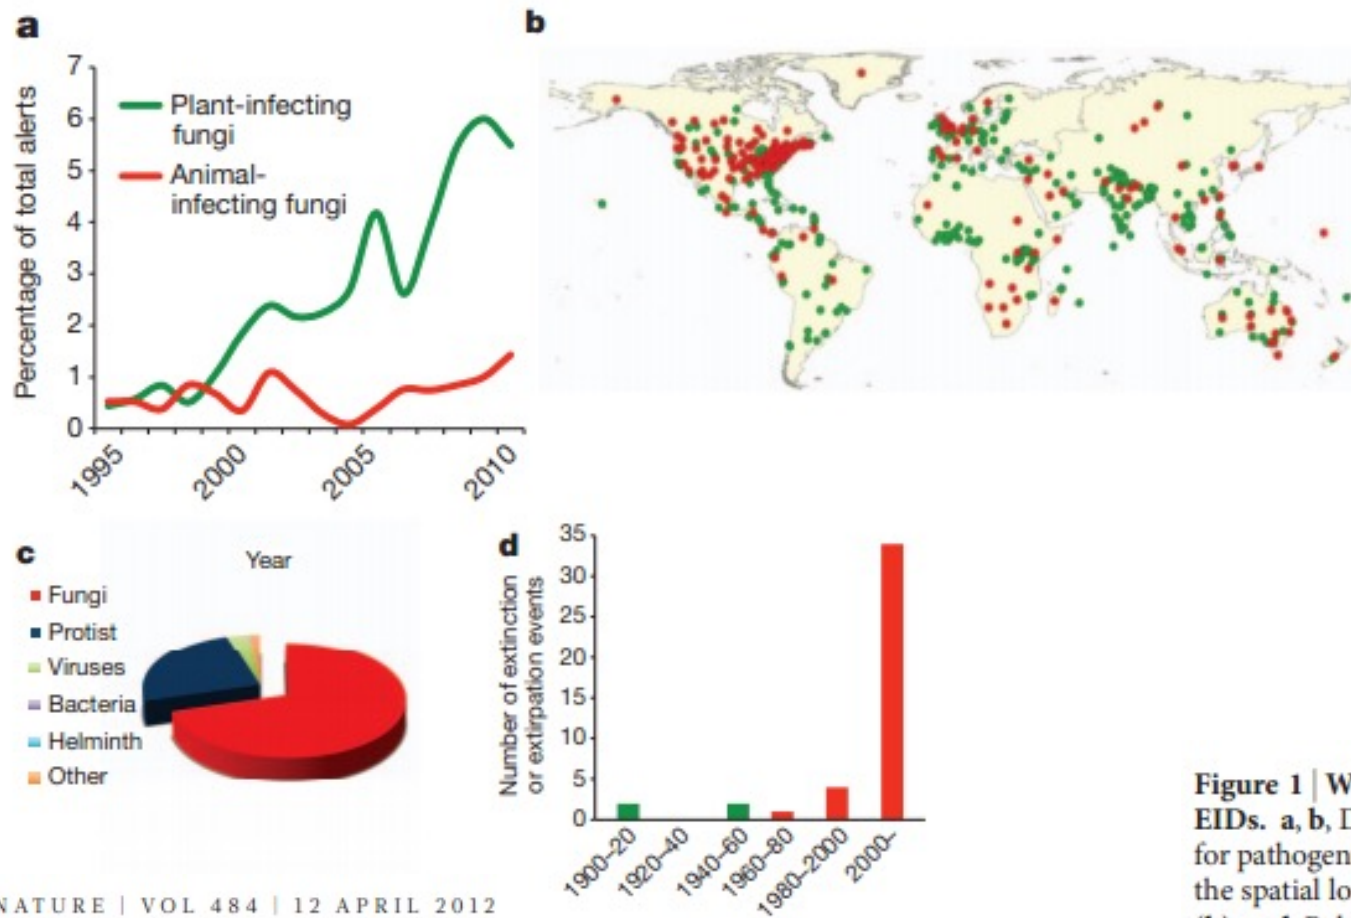 a
7
6
5
4
3
2
1
0
Percentage of total alerts
Plant-infecting
fungi
Animal-
infecting fungi
1995
2000
2005
2010
b
c
Year
Fungi
Protist
Viruses
Bacteria
Helminth
Other
d
35
30
25
20
15
10
5
0
Number of extinction
or extirpation events
1900–20
1920–40
1940–60
1960–80
1980–2000
2000–
Figure 1 | W
EIDs. a, b, D
for pathogen
the spatial lo
NATURE | VOL 484 | 12 APRIL 2012